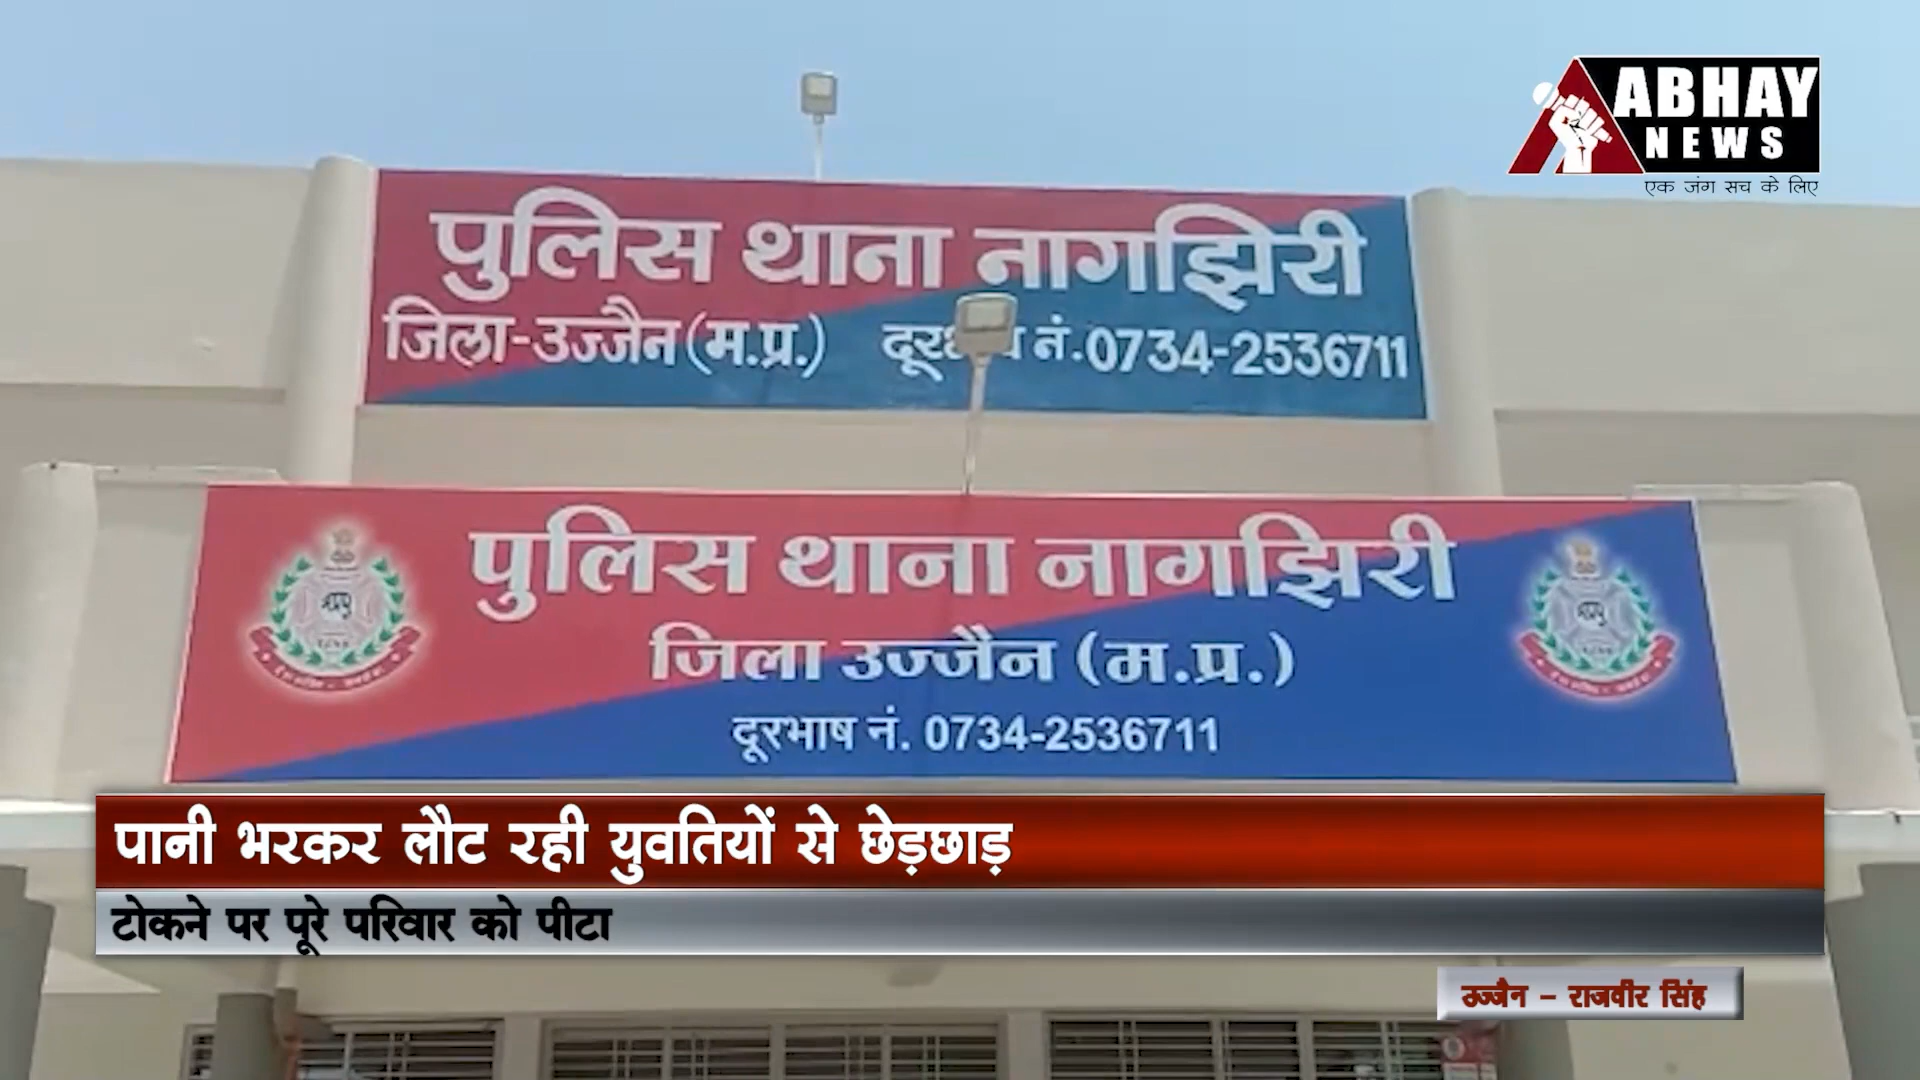 ABHAY
NEWS
एक जंग सच के लिए
पुलिस थाना नागझिरी
जिला-उज्जैन (म.प्र.) नं. 0734-2536711
पुलिस थाना नागझिरी
जिला उज्जैन (म.प्र.)
दूरभाष नं. 0734-2536711
पानी भरकर लौट रही युवतियों से छेड़छाड़
टोकने पर पूरे परिवार को पीटा
उज्जैन - राजवीर सिंह